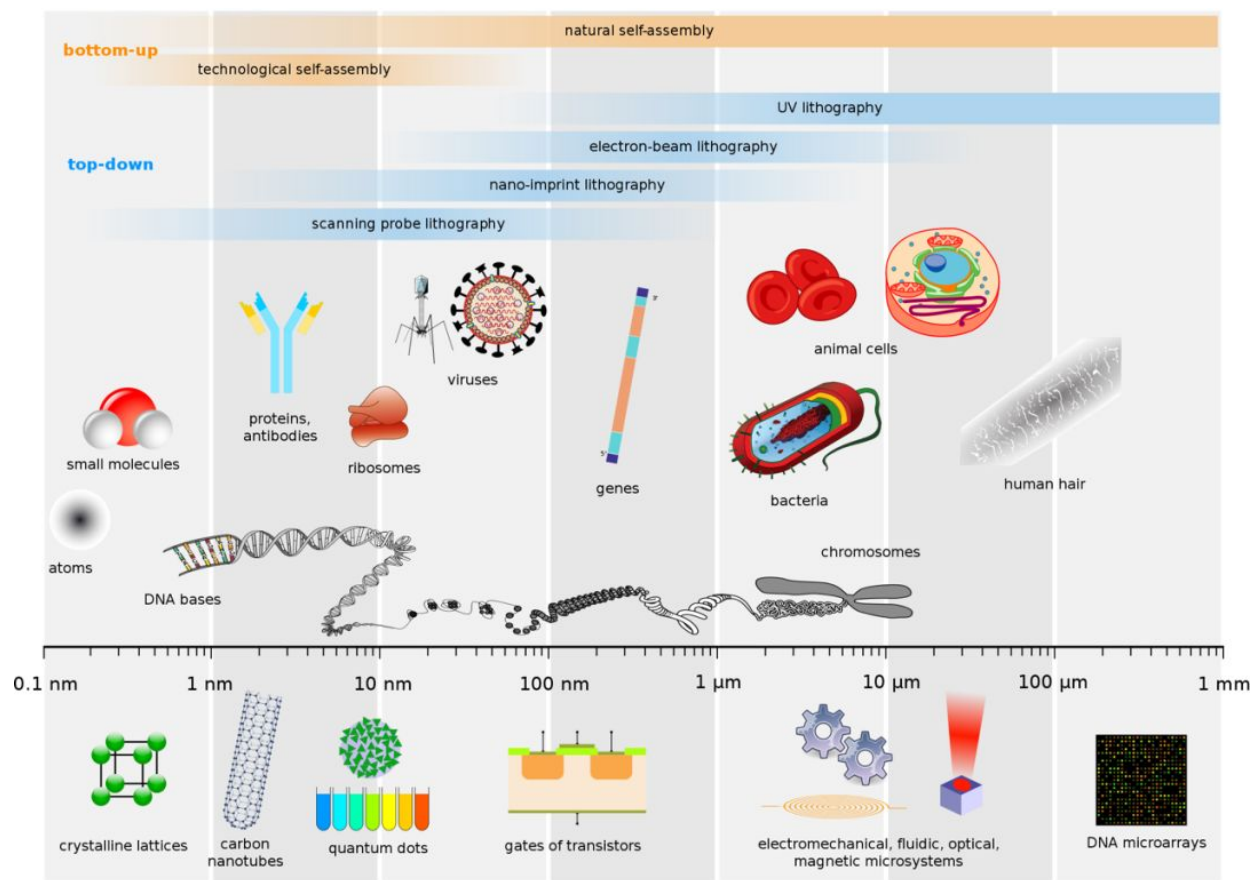 natural self-assembly
bottom-up
technological self-assembly
UV lithography
electron-beam lithography
top-down
nano-imprint lithography
scanning probe lithography
3'
animal cells
viruses
proteins,
antibodies
small molecules
ribosomes
5'
genes
bacteria
human hair
chromosomes
atoms
DNA bases
0.1 nm 1 nm 10 nm 100 nm 1 μm 10 μm 100 μm 1 mm
crystalline lattices
carbon
nanotubes
quantum dots
gates of transistors
electromechanical, fluidic, optical,
magnetic microsystems
DNA microarrays